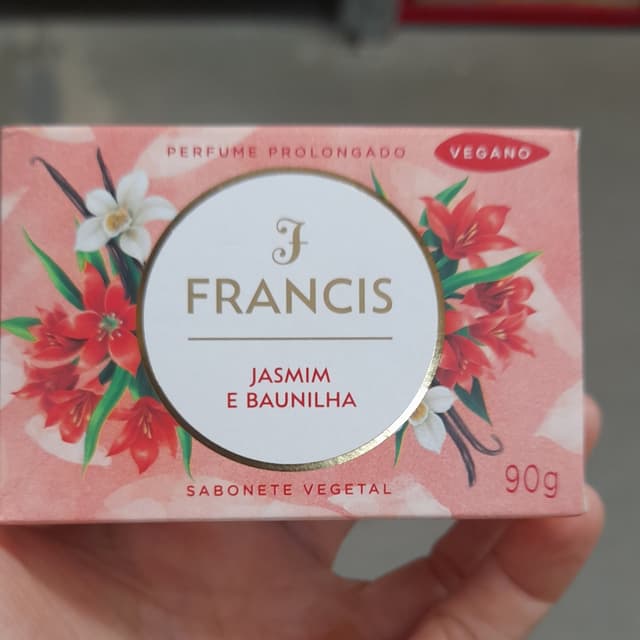 PERFUME PROLONGADO
VEGANO
F
FRANCIS
JASMIM
E BAUNILHA
SABONETE VEGETAL
90g